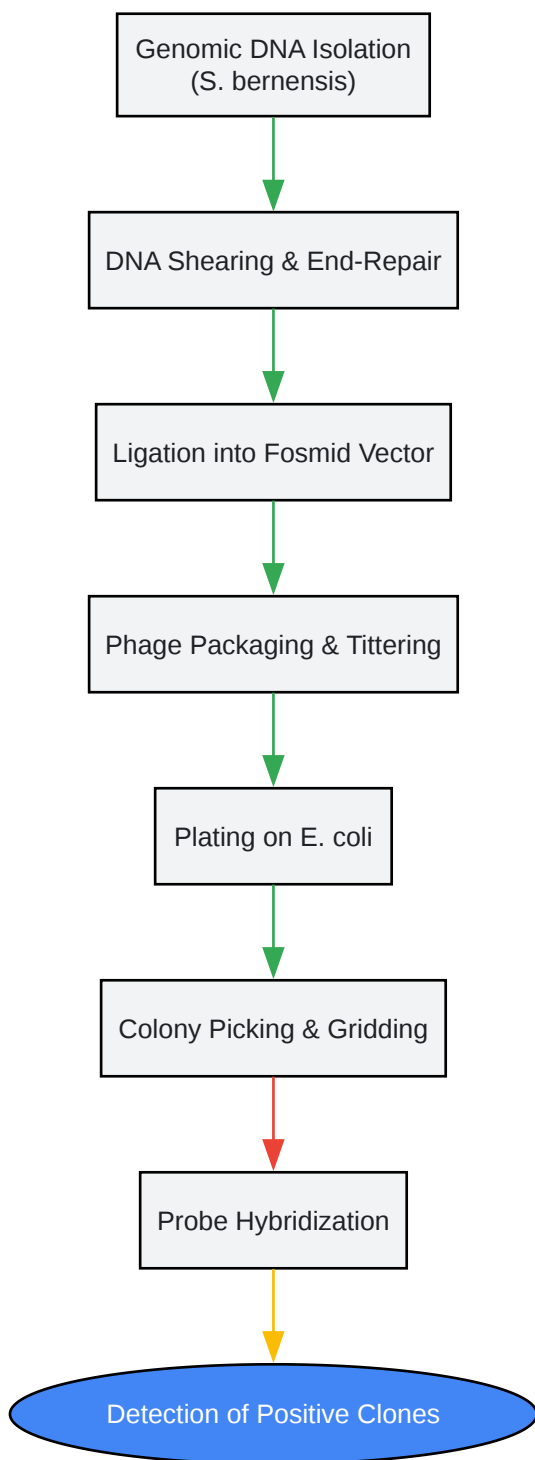 Genomic DNA Isolation
(S. bernensis)
DNA Shearing & End-Repair
Ligation into Fosmid Vector
Phage Packaging & Tittering
Plating on E. coli
Colony Picking & Gridding
Probe Hybridization
Detection of Positive Clones